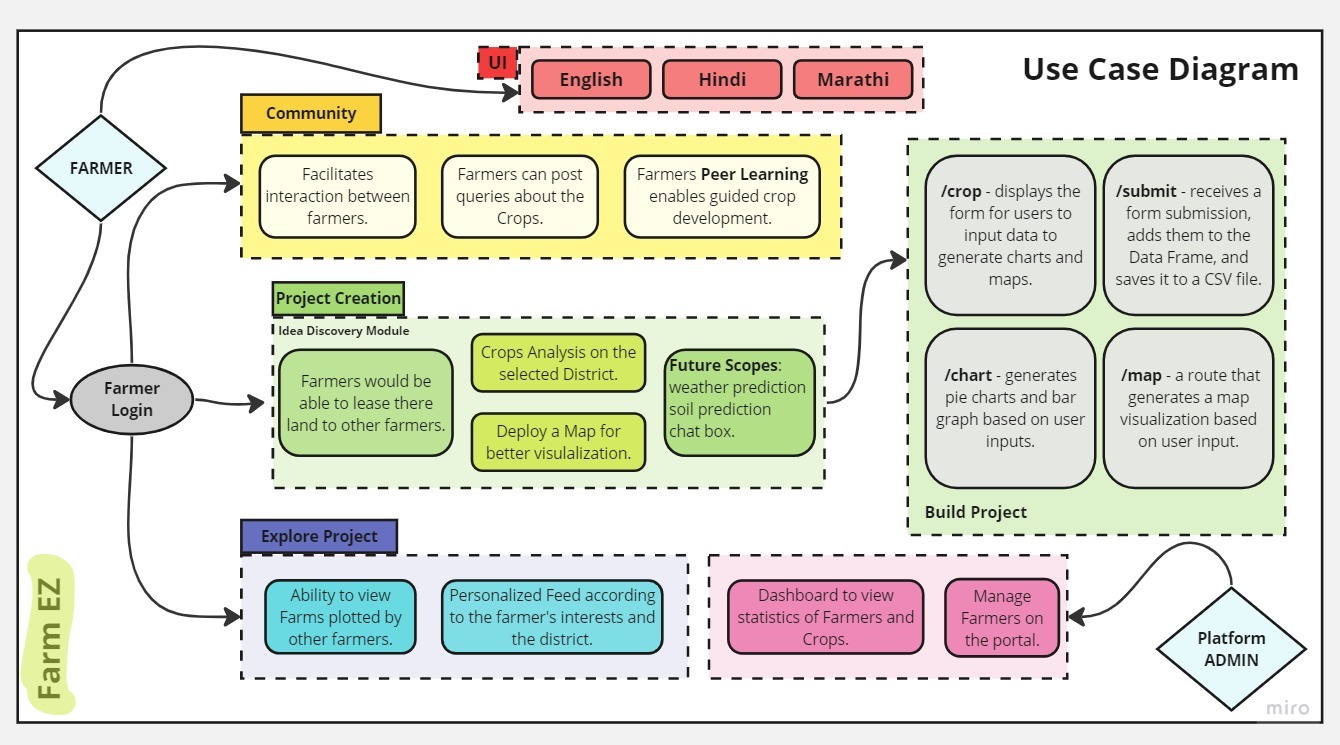 Use Case Diagram
UI
English
Hindi
Marathi
FARMER
Community
Facilitates
interaction between
farmers.
Farmers can post
queries about the
Crops.
Farmers Peer Learning
enables guided crop
development.
Project Creation
Idea Discovery Module
Farmers would be
able to lease there
land to other farmers.
Crops Analysis on the
selected District.
Deploy a Map for
better visulalization.
Future Scopes:
weather prediction
soil prediction
chat box.
Farmer
Login
/crop - displays the
form for users to
input data to
generate charts and
maps.
/submit - receives a
form submission,
adds them to the
Data Frame, and
saves it to a CSV file.
/chart - generates
pie charts and bar
graph based on user
inputs.
/map - a route that
generates a map
visualization based
on user input.
Build Project
Explore Project
Ability to view
Farms plotted by
other farmers.
Personalized Feed according
to the farmer's interests and
the district.
Dashboard to view
statistics of Farmers and
Crops.
Manage
Farmers on
the portal.
Platform
ADMIN
Farm EZ
miro